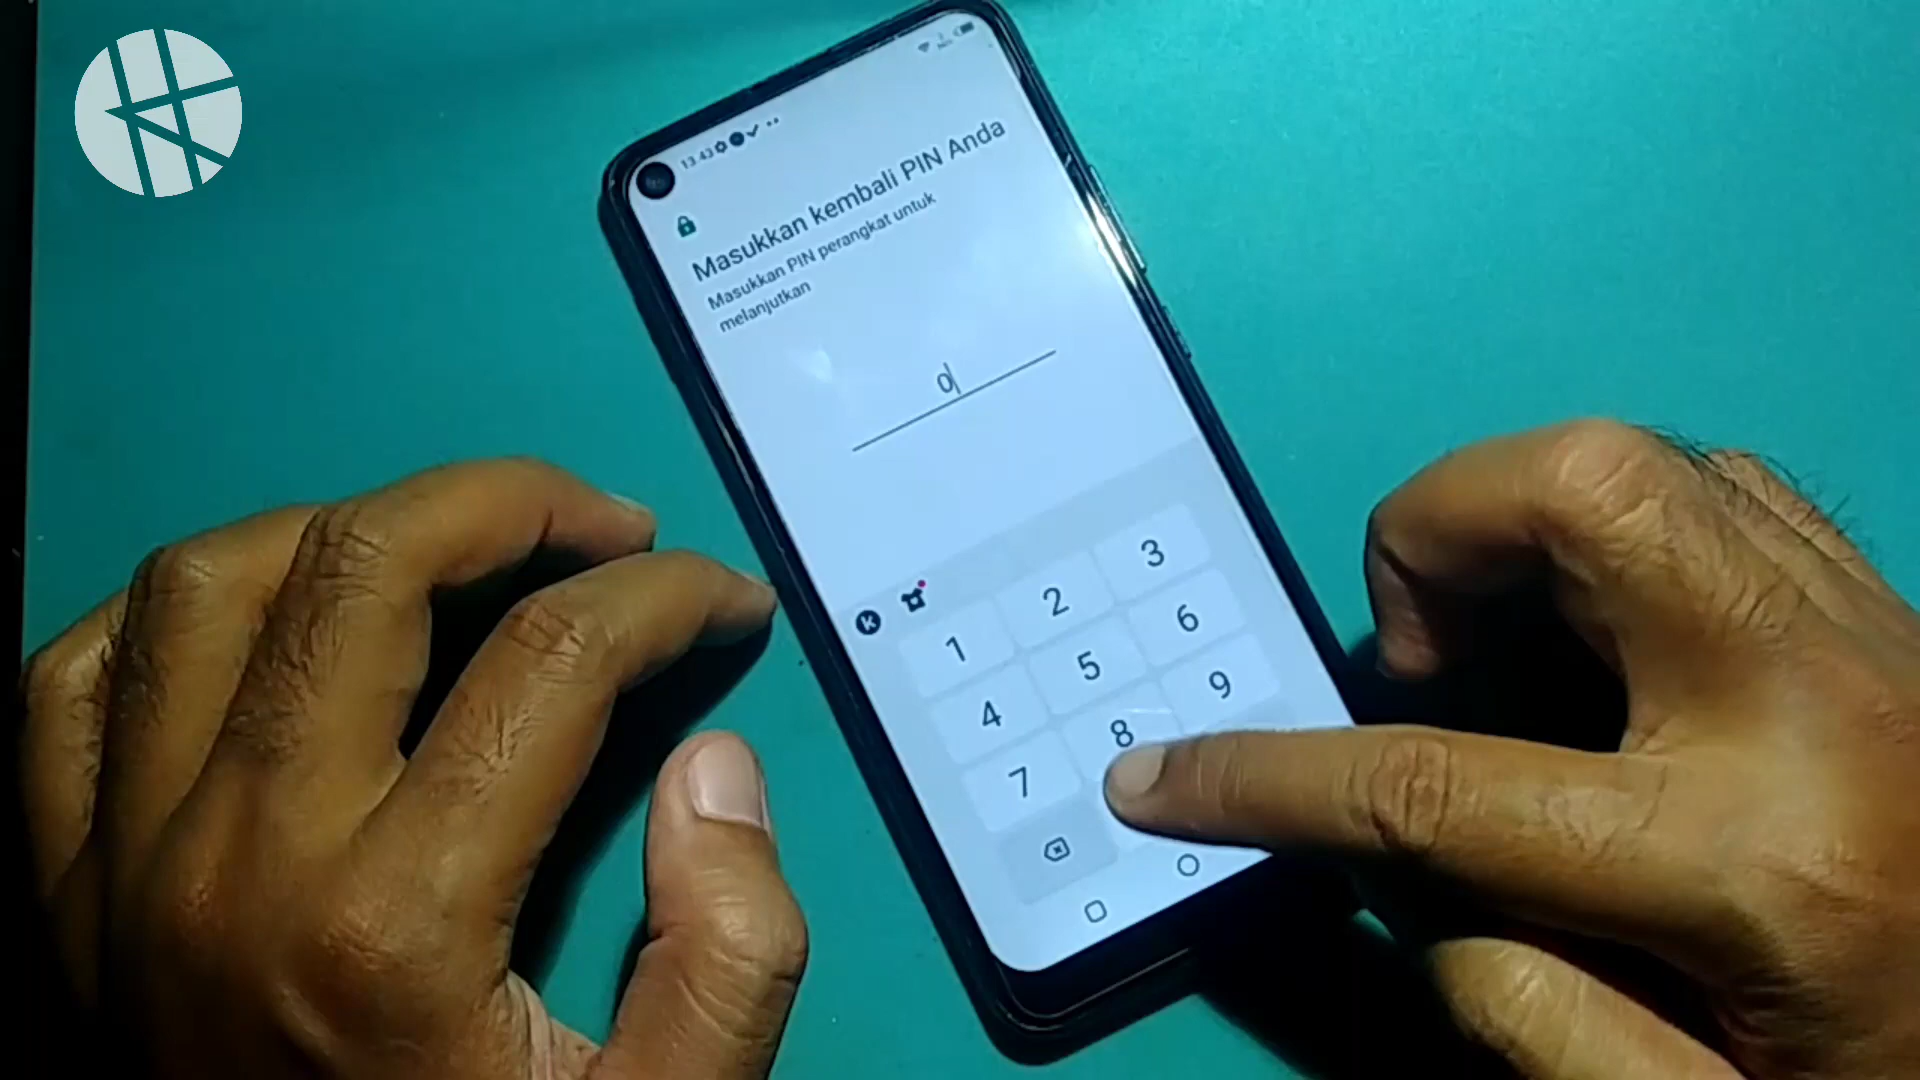 13.43
Masukkan kembali PIN Anda
Masukkan PIN perangkat untuk
melanjutkan
0
k
1 2 3
4 5 6
7 8 9